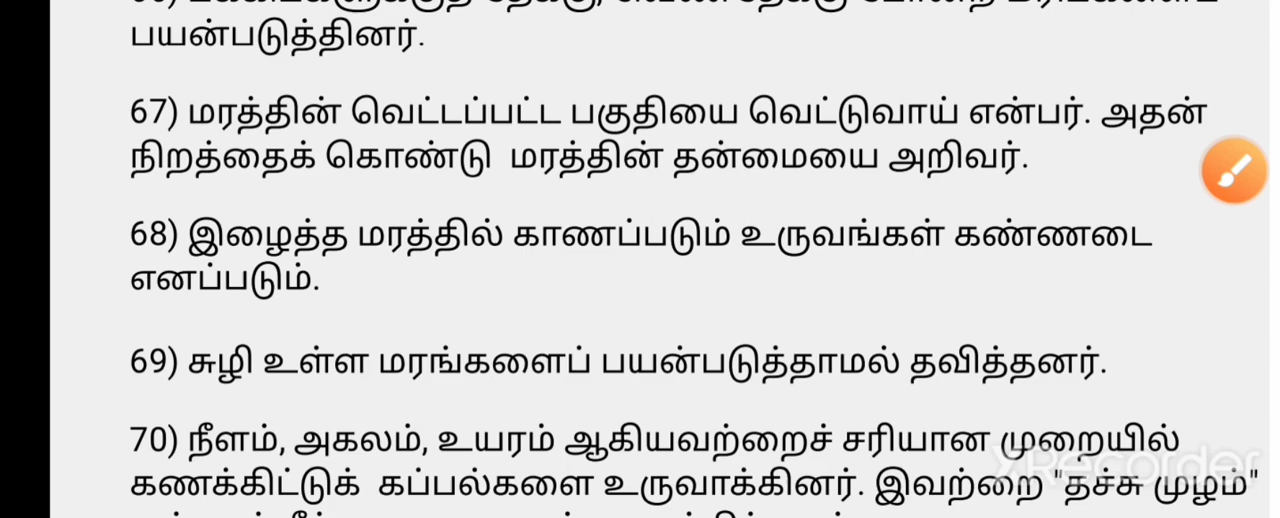 பயன்படுத்தினர்.
67) மரத்தின் வெட்டப்பட்ட பகுதியை வெட்டுவாய் என்பர். அதன்
நிறத்தைக் கொண்டு மரத்தின் தன்மையை அறிவர்.
68) இழைத்த மரத்தில் காணப்படும் உருவங்கள் கண்ணடை
எனப்படும்.
69) சுழி உள்ள மரங்களைப் பயன்படுத்தாமல் தவித்தனர்.
70) நீளம், அகலம், உயரம் ஆகியவற்றைச் சரியான முறையில்
கணக்கிட்டுக் கப்பல்களை உருவாக்கினர். இவற்றை "தச்சு முழம்"
XRecorder